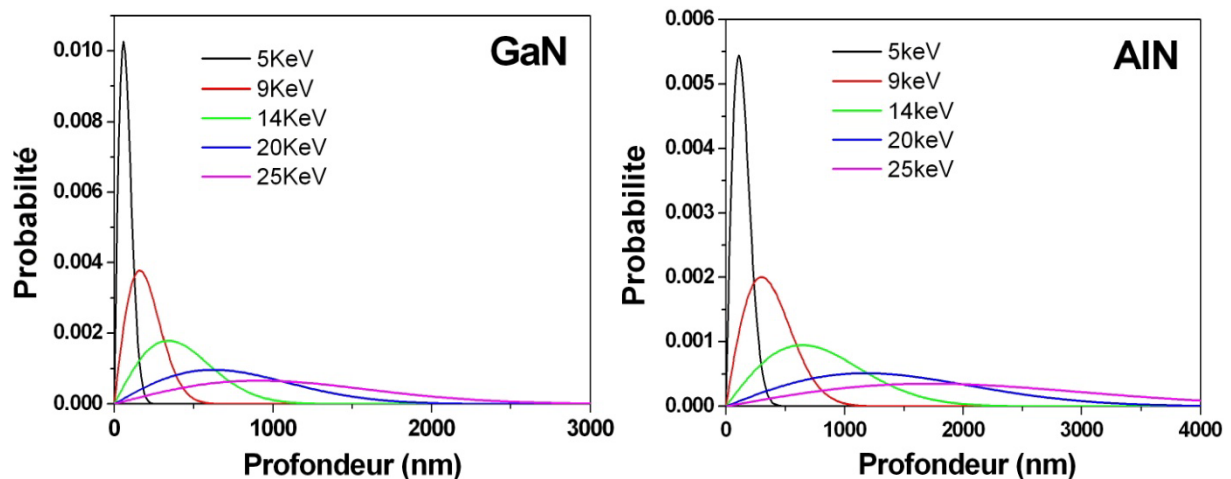 GaN
0.010
0.008
0.006
0.004
0.002
0.000
5KeV
9KeV
14KeV
20KeV
25KeV
Probabilté
0
1000
2000
3000
Profondeur (nm)
AlN
0.006
0.005
0.004
0.003
0.002
0.001
0.000
5keV
9keV
14keV
20keV
25keV
Probabilite
0
1000
2000
3000
4000
Profondeur (nm)